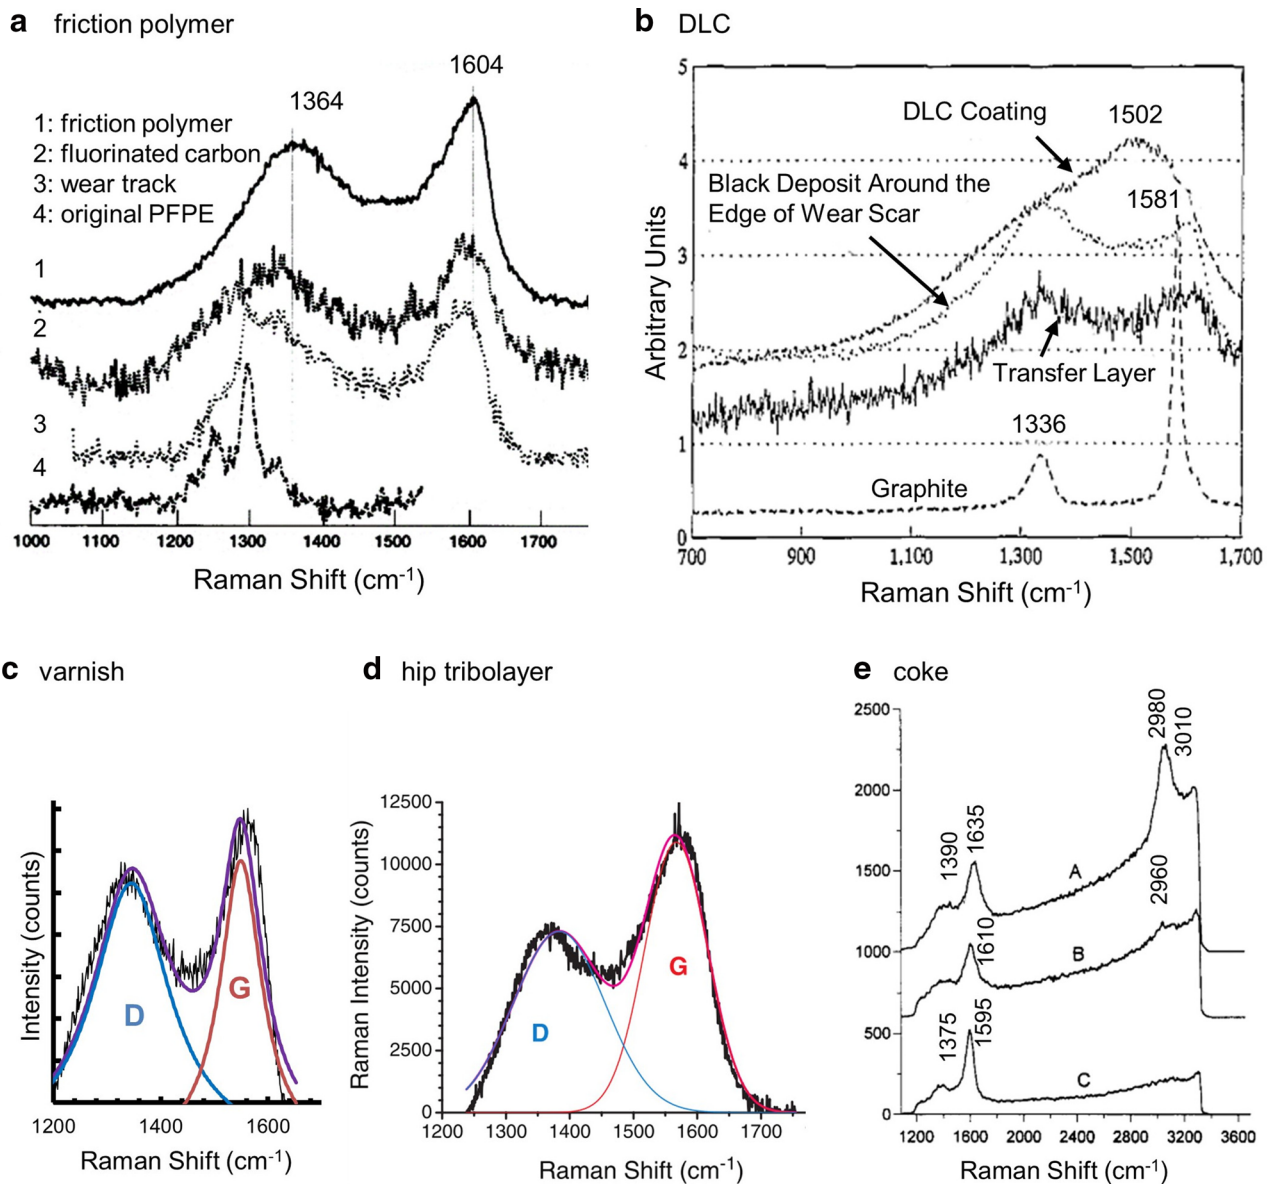 a friction polymer
1604
1364
1: friction polymer
2: fluorinated carbon
3: wear track
4: original PFPE
1
2
3
4
1000 1100 1200 1300 1400 1500 1600 1700
Raman Shift (cm-1)
b DLC
5
4
3
2
1
0
Arbitrary Units
DLC Coating
1502
Black Deposit Around the
Edge of Wear Scar
1581
Transfer Layer
1336
Graphite
700 900 1,100 1,300 1,500 1,700
Raman Shift (cm-1)
c varnish
Intensity (counts)
D
G
1200 1400 1600
Raman Shift (cm-1)
d hip tribolayer
12500
10000
7500
5000
2500
0
Raman Intensity (counts)
D
G
1200 1300 1400 1500 1600 1700
Raman Shift (cm-1)
e coke
2500
2000
1500
1000
500
0
2980
3010
1390
1635
A
2960
1610
B
1375
1595
C
1200 1600 2000 2400 2800 3200 3600
Raman Shift (cm-1)